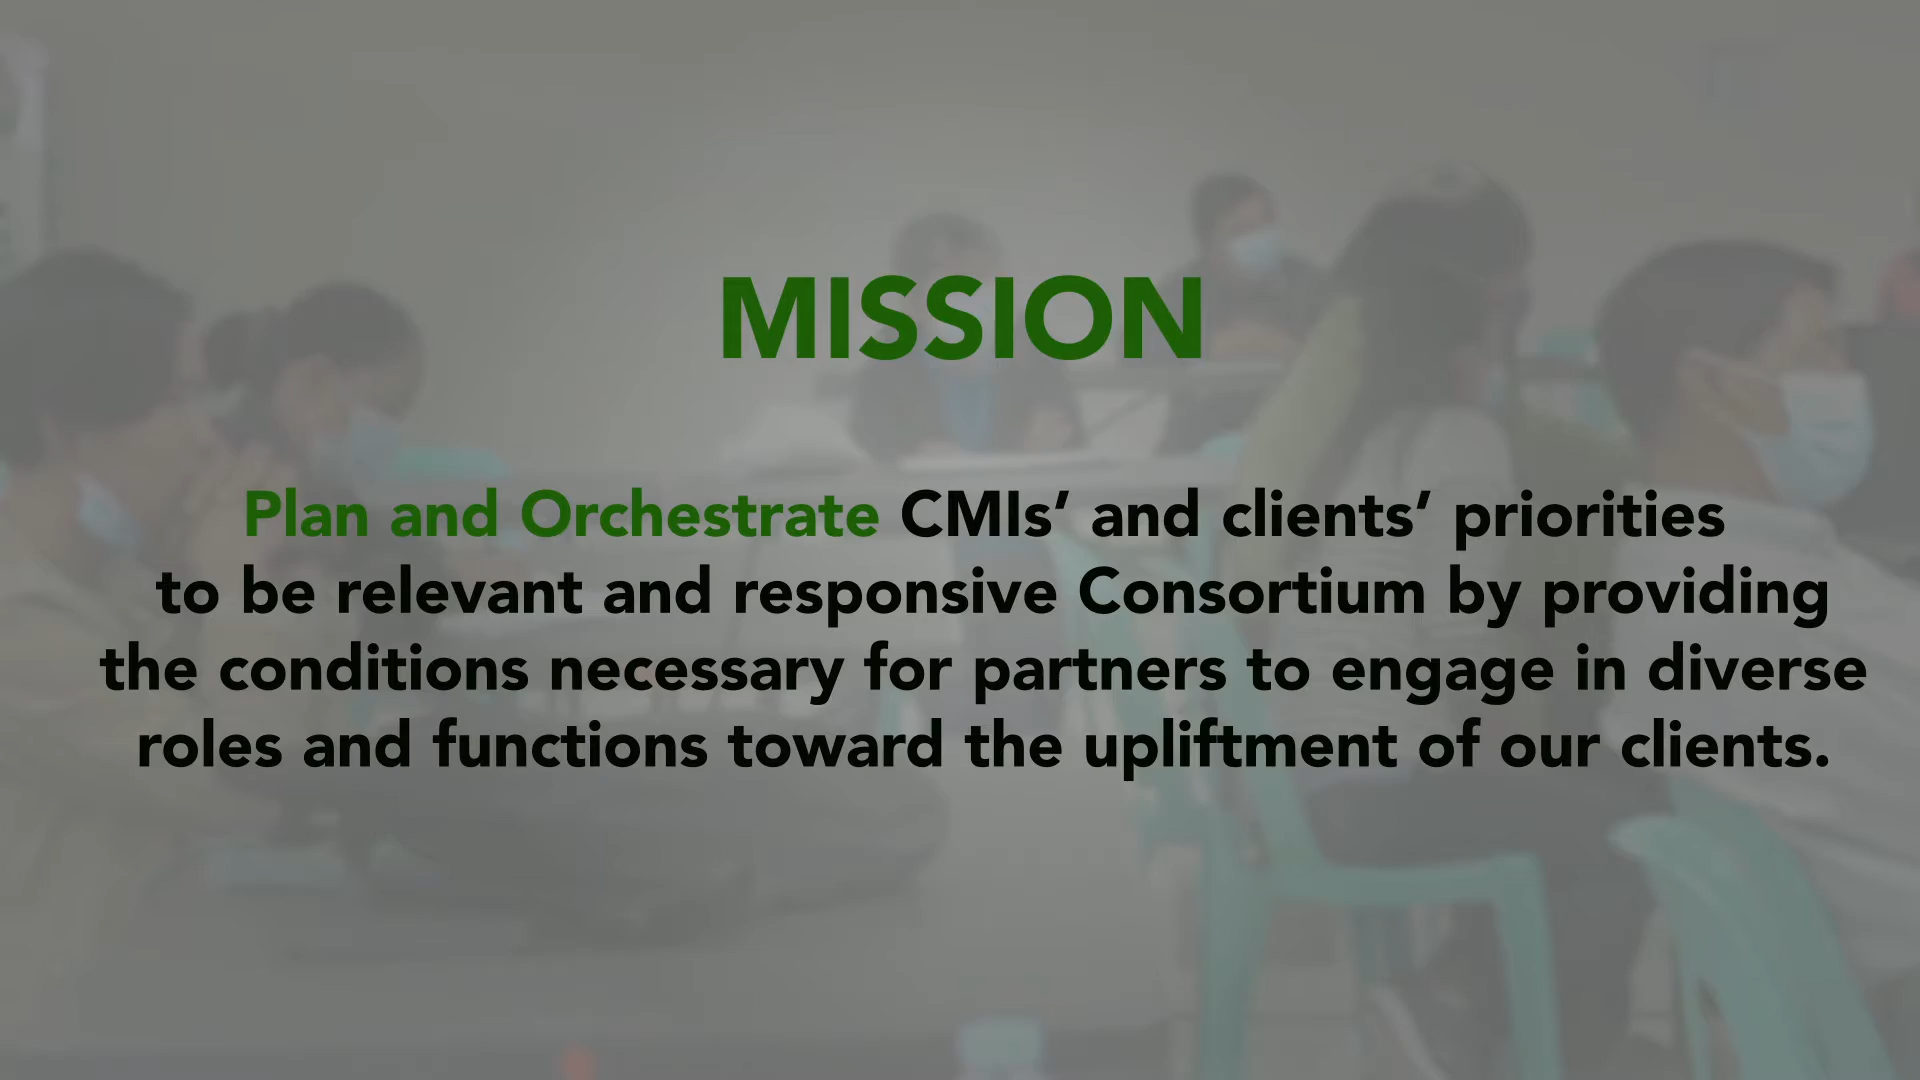 MISSION
Plan and Orchestrate CMIs’ and clients’ priorities
to be relevant and responsive Consortium by providing
the conditions necessary for partners to engage in diverse
roles and functions toward the upliftment of our clients.